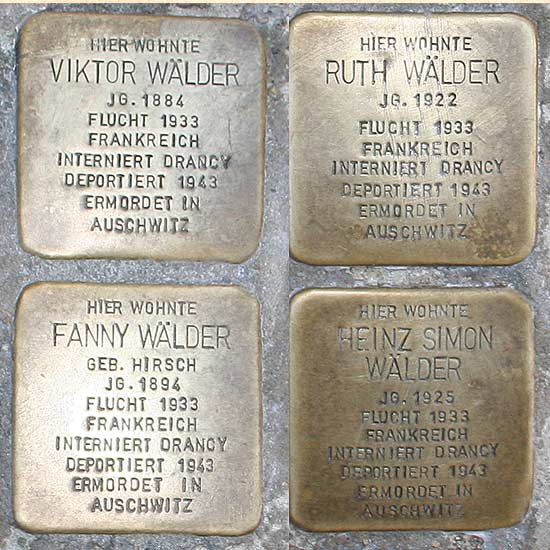 HIER WOHNTE
VIKTOR WÄLDER
JG. 1884
FLUCHT 1933
FRANKREICH
INTERNIERT DRANCY
DEPORTIERT 1943
ERMORDET IN
AUSCHWITZ
HIER WOHNTE
RUTH WÄLDER
JG. 1922
FLUCHT 1933
FRANKREICH
INTERNIERT DRANCY
DEPORTIERT 1943
ERMORDET IN
AUSCHWITZ
HIER WOHNTE
FANNY WÄLDER
GEB. HIRSCH
JG. 1894
FLUCHT 1933
FRANKREICH
INTERNIERT DRANCY
DEPORTIERT 1943
ERMORDET IN
AUSCHWITZ
HIER WOHNTE
HEINZ SIMON
WÄLDER
JG. 1925
FLUCHT 1933
FRANKREICH
INTERNIERT DRANCY
DEPORTIERT 1943
ERMORDET IN
AUSCHWITZ